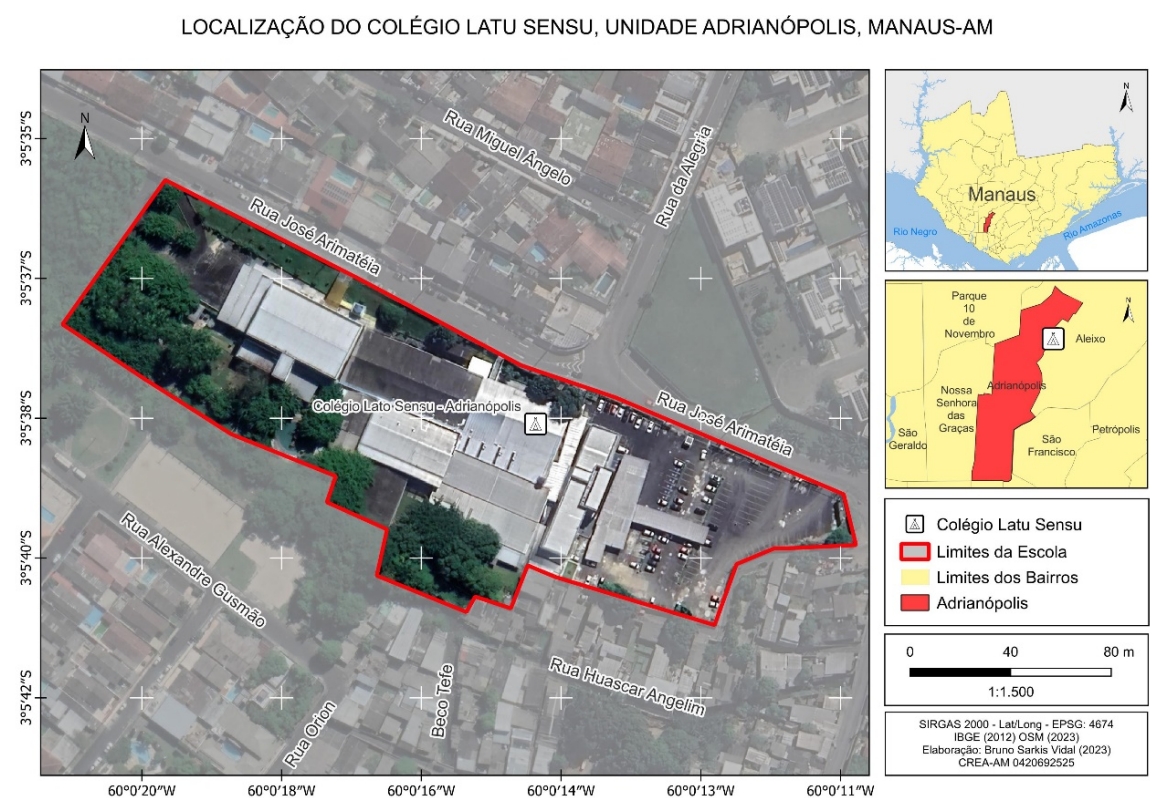 LOCALIZAÇÃO DO COLÉGIO LATU SENSU, UNIDADE ADRIANÓPOLIS, MANAUS-AM
N
3°5'35"S
3°5'37"S
3°5'38"S
3°5'40"S
3°5'42"S
60°0'20"W
60°0'18"W
60°0'16"W
60°0'14"W
60°0'13"W
60°0'11"W
Rua Miguel Ângelo
Rua da Alegria
Rua José Arimatéia
Colégio Lato Sensu - Adrianópolis
Rua José Arimatéia
Rua Alexandre Gusmão
Rua Huascar Angelim
Beco Tefe
Rua Orion
N
Manaus
Rio Negro
Rio Amazonas
N
Parque
10
de
Novembro
Aleixo
Adrianópolis
Nossa
Senhora
das
Graças
São
Geraldo
São
Francisco
Petrópolis
Colégio Latu Sensu
Limites da Escola
Limites dos Bairros
Adrianópolis
0 40 80 m
1:1.500
SIRGAS 2000 - Lat/Long - EPSG: 4674
IBGE (2012) OSM (2023)
Elaboração: Bruno Sarkis Vidal (2023)
CREA-AM 0420692525